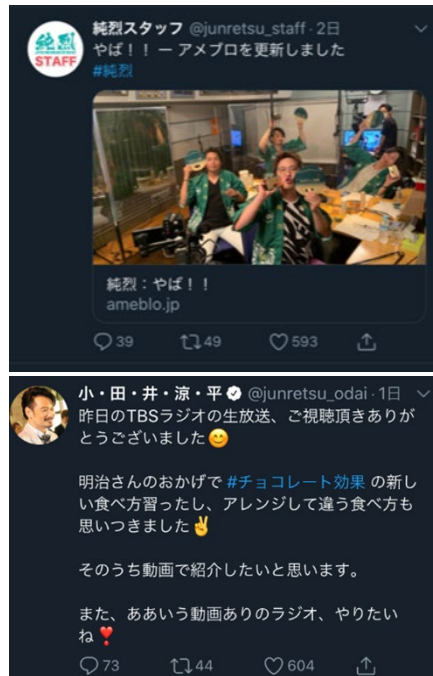 純烈
STAFF
純烈スタッフ @junretsu_staff · 2日
やば！！ ー アメブロを更新しました
#純烈
純烈：やば！！
ameblo.jp
39 49 593
小・田・井・涼・平 @junretsu_odai · 1日
昨日のTBSラジオの生放送、ご視聴頂きありが
とうございました😊
明治さんのおかげで #チョコレート効果 の新し
い食べ方習ったし、アレンジして違う食べ方も
思いつきました✌
そのうち動画で紹介したいと思います。
また、ああいう動画ありのラジオ、やりたい
ね❣
73 44 604